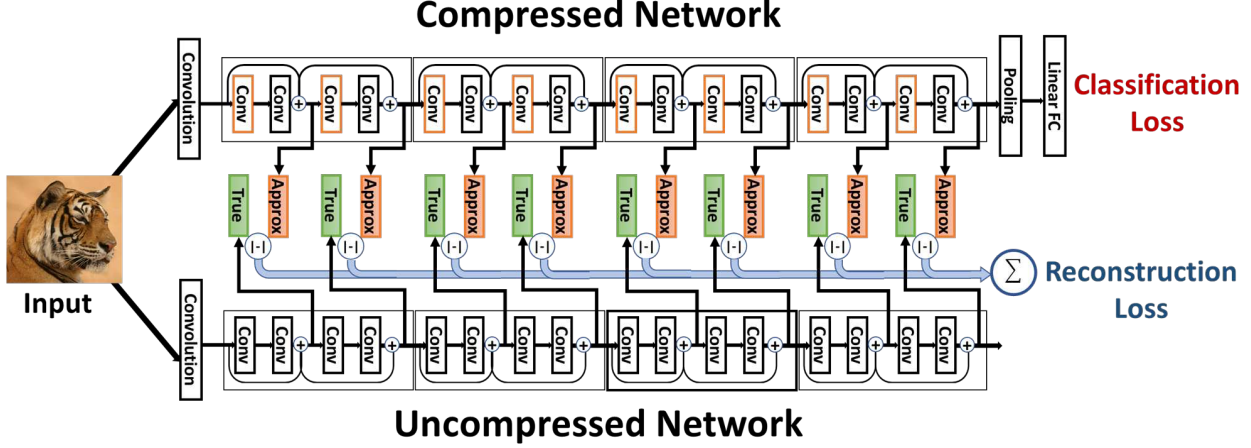 Compressed Network
Convolution
Conv
Conv
+
Conv
Conv
+
Conv
Conv
+
Conv
Conv
+
Conv
Conv
+
Conv
Conv
+
Conv
Conv
+
Conv
Conv
+
Pooling
Linear FC
Classification
Loss
True
Approx
True
Approx
True
Approx
True
Approx
True
Approx
True
Approx
True
Approx
True
Approx
|-|
|-|
|-|
|-|
|-|
|-|
|-|
|-|
Σ
Reconstruction
Loss
Input
Convolution
Conv
Conv
+
Conv
Conv
+
Conv
Conv
+
Conv
Conv
+
Conv
Conv
+
Conv
Conv
+
Conv
Conv
+
Conv
Conv
+
Uncompressed Network